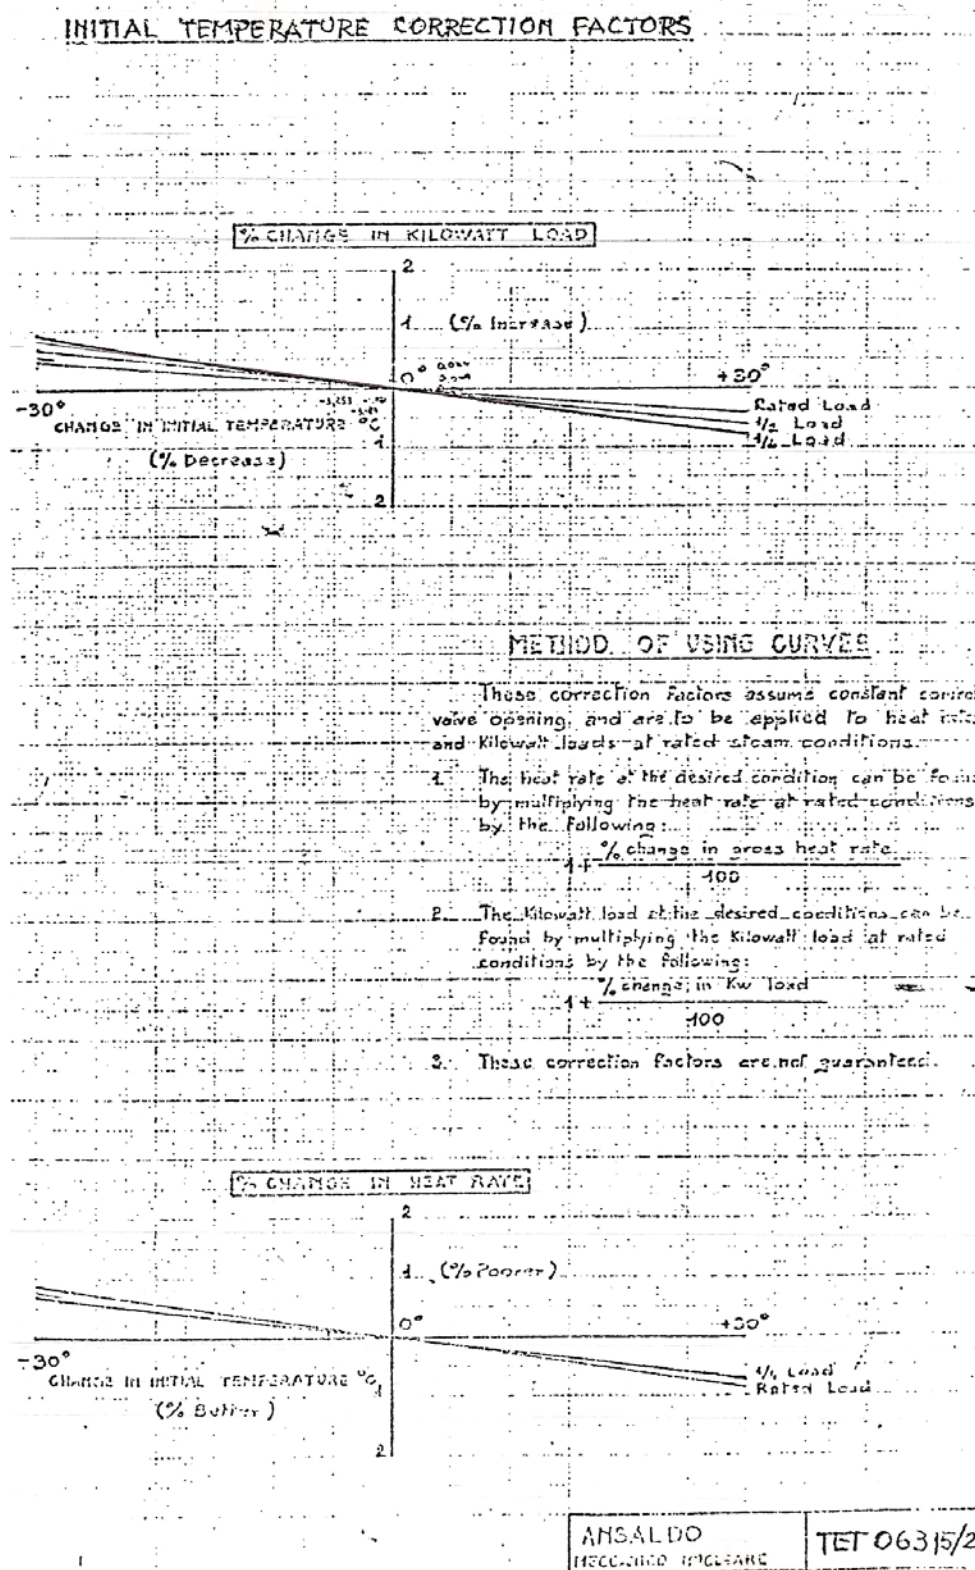 INITIAL TEMPERATURE CORRECTION FACTORS
% CHANGE IN KILOWATT LOAD
2
1 (% Increase)
0°
+30°
-30°
Rated Load
1/2 Load
1/4 Load
CHANGE IN INITIAL TEMPERATURE °C
1
(% Decrease)
2
METHOD OF USING CURVES
These correction factors assume constant
valve opening, and are to be applied to heat
and Kilowatt loads at rated steam conditions.
1. The heat rate at the desired condition can be
by multiplying the heat rate at rated conditions
by the following:
% change in gross heat rate
1+
100
2. The Kilowatt load at the desired conditions can be
found by multiplying the Kilowatt load at rated
conditions by the following:
% change in Kw load
1+
100
3. These correction factors are not guaranteed.
% CHANGE IN HEAT RATE
2
1 (% Poorer)
0°
+30°
-30°
1/4 Load
Rated Load
CHANGE IN INITIAL TEMPERATURE °C
(% Better)
2
ANSALDO
TET 06315/2